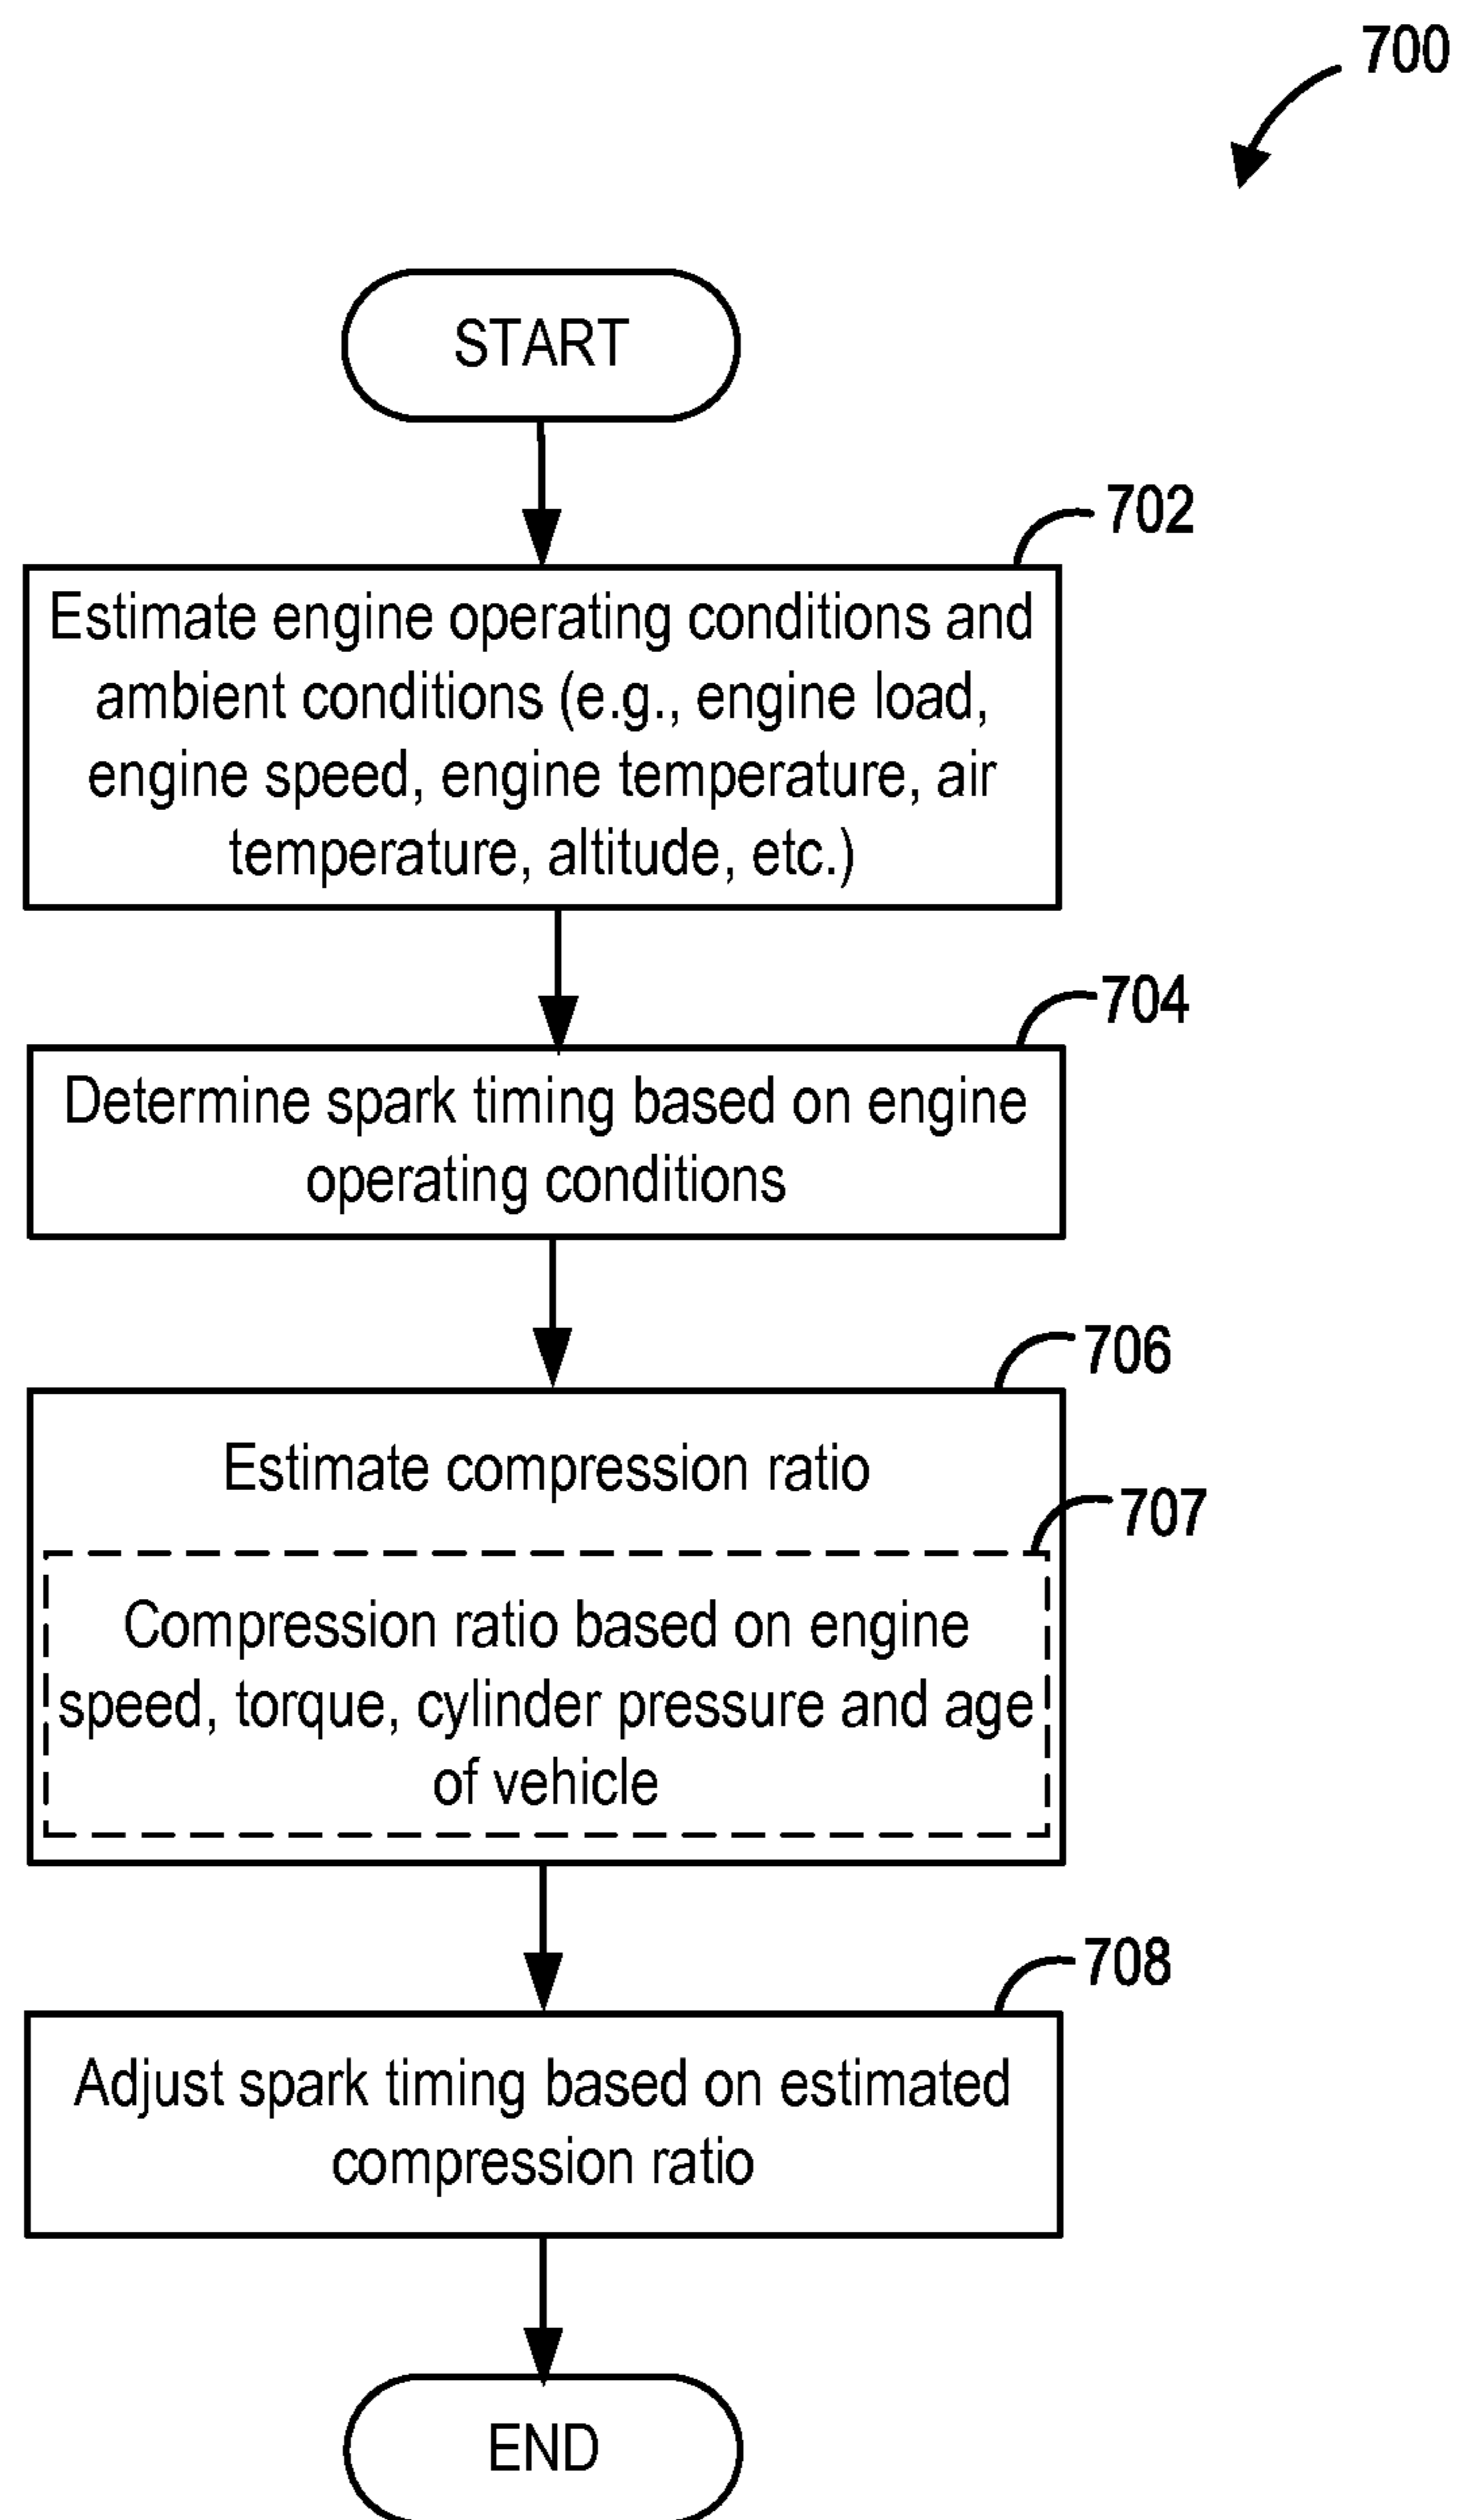 700
START
702
Estimate engine operating conditions and
ambient conditions (e.g., engine load,
engine speed, engine temperature, air
temperature, altitude, etc.)
704
Determine spark timing based on engine
operating conditions
706
Estimate compression ratio
707
Compression ratio based on engine
speed, torque, cylinder pressure and age
of vehicle
708
Adjust spark timing based on estimated
compression ratio
END